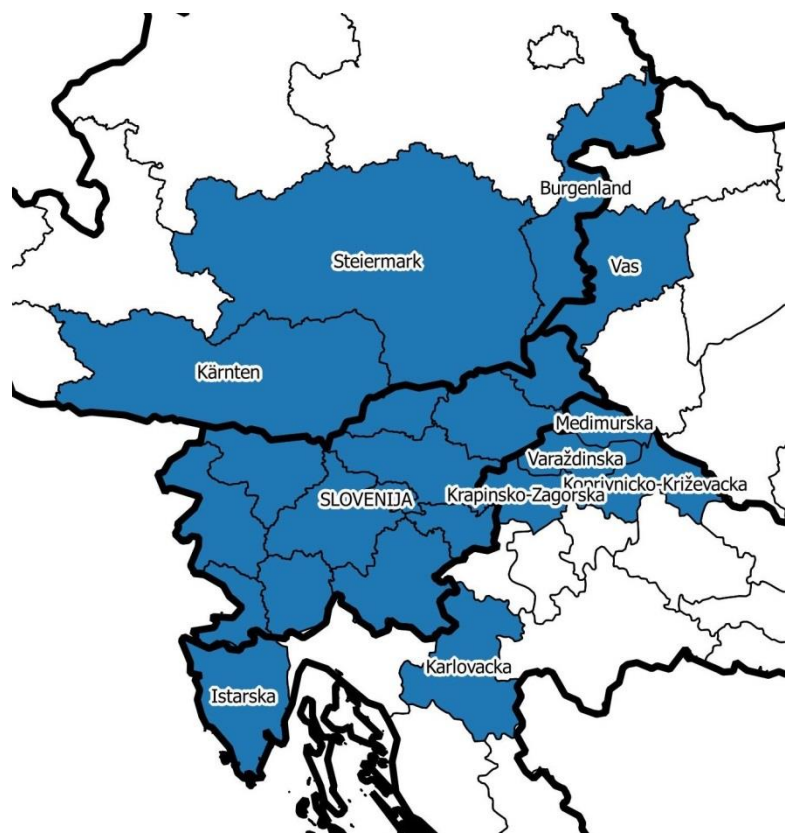 Burgenland
Steiermark
Vas
Kärnten
Medimurska
Varaždinska
SLOVENIJA
Krapinsko-Zagorska
Koprivnicko-Križevacka
Karlovacka
Istarska